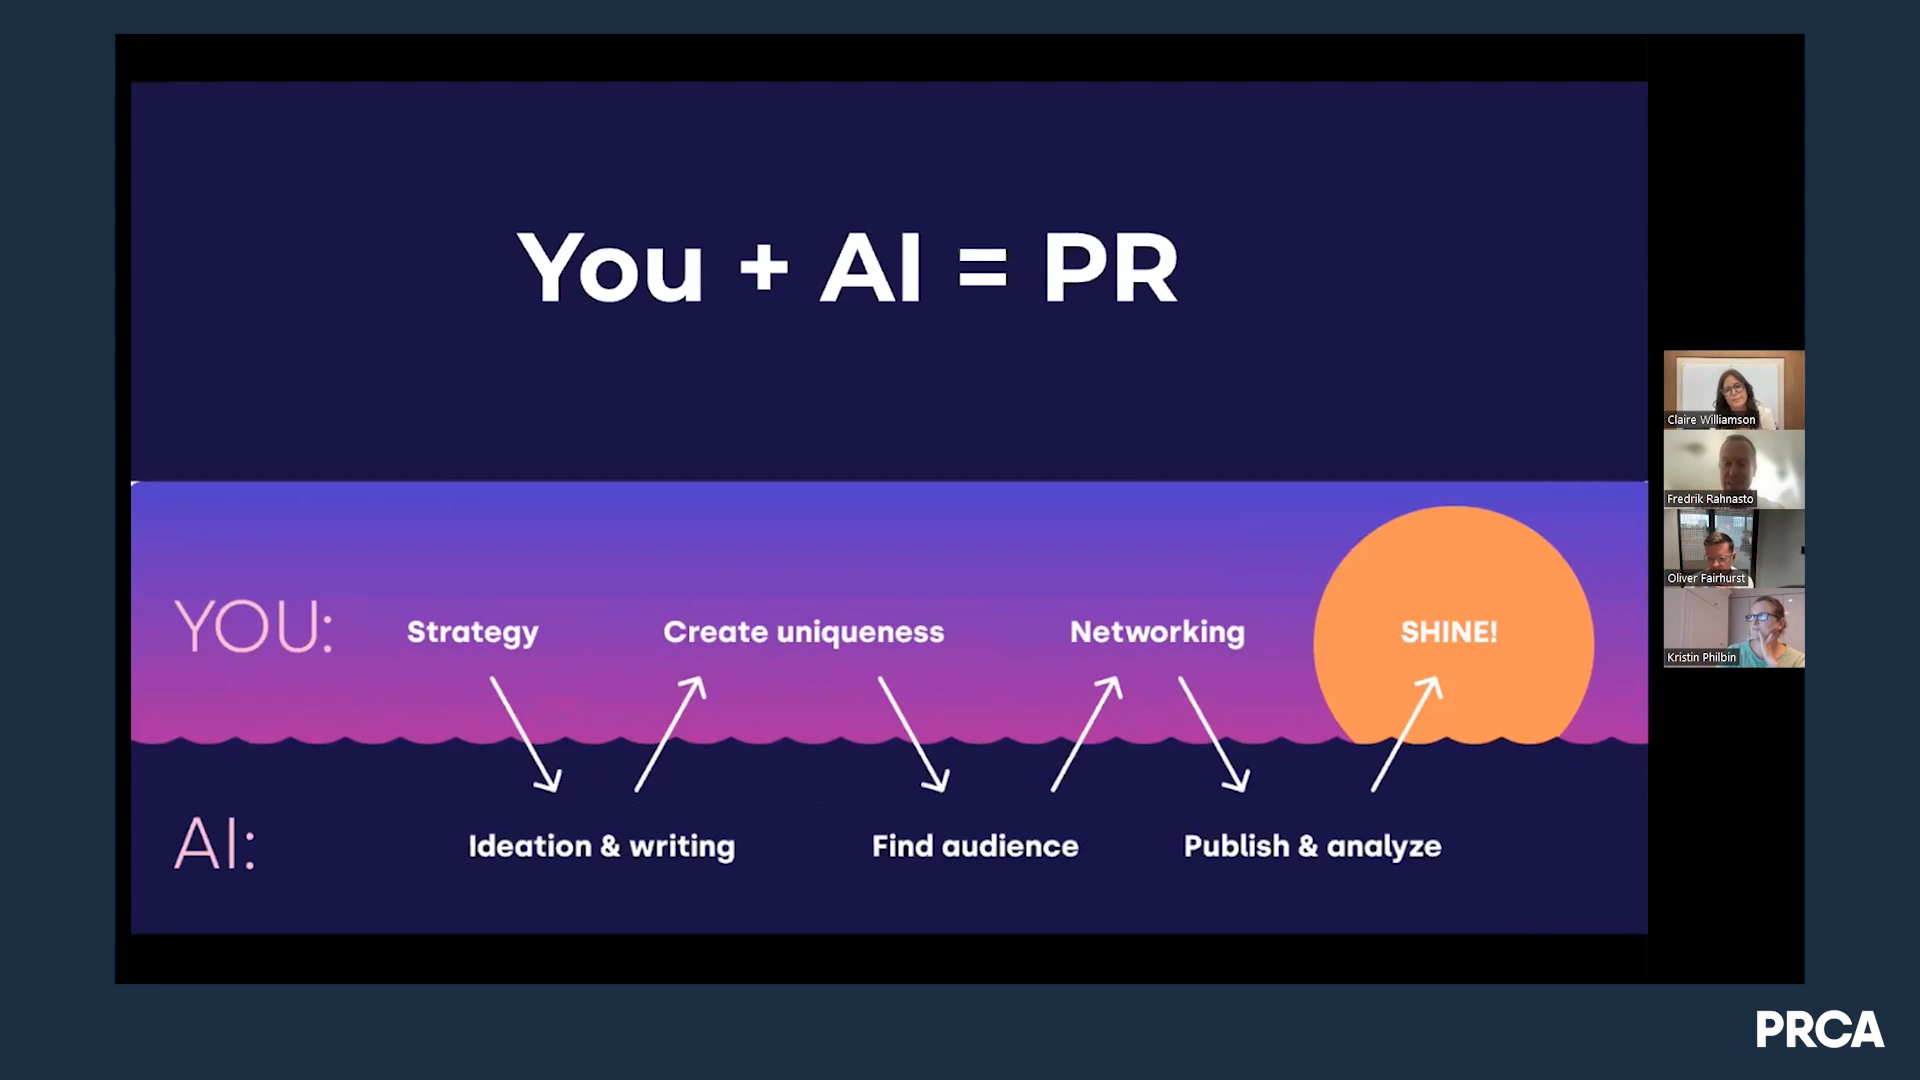 You + AI = PR
YOU:
Strategy
Create uniqueness
Networking
SHINE!
AI:
Ideation & writing
Find audience
Publish & analyze
Claire Williamson
Fredrik Rahnasto
Oliver Fairhurst
Kristin Philbin
PRCA